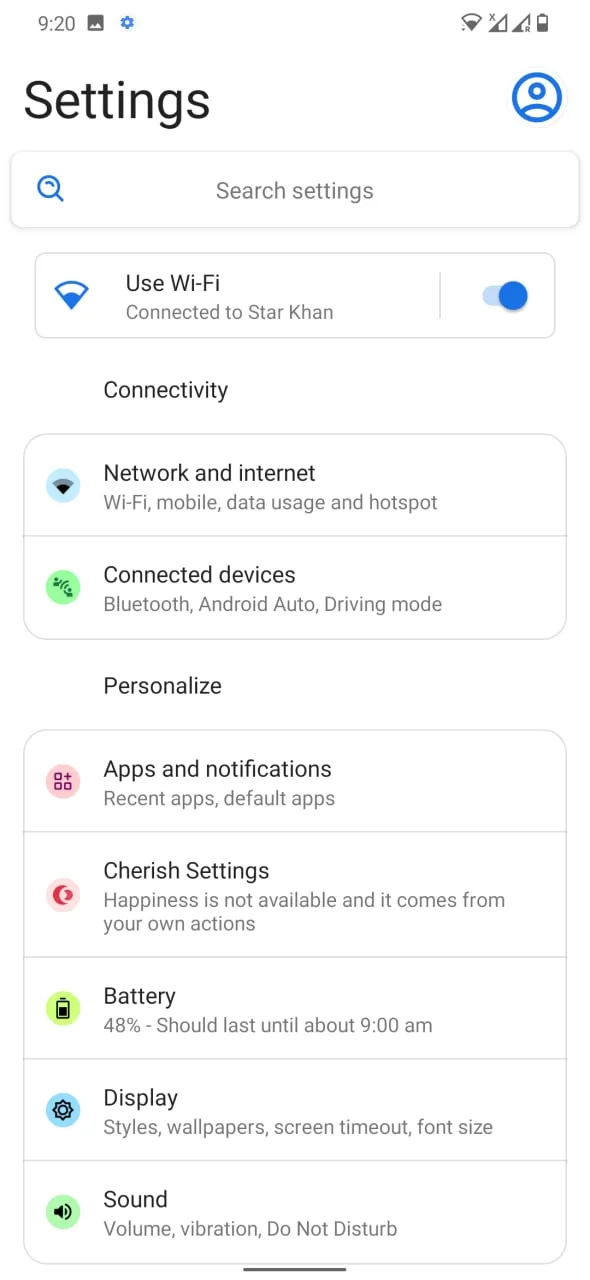 9:20
X
R
Settings
Search settings
Use Wi-Fi
Connected to Star Khan
Connectivity
Network and internet
Wi-Fi, mobile, data usage and hotspot
Connected devices
Bluetooth, Android Auto, Driving mode
Personalize
Apps and notifications
Recent apps, default apps
Cherish Settings
Happiness is not available and it comes from
your own actions
Battery
48% - Should last until about 9:00 am
Display
Styles, wallpapers, screen timeout, font size
Sound
Volume, vibration, Do Not Disturb